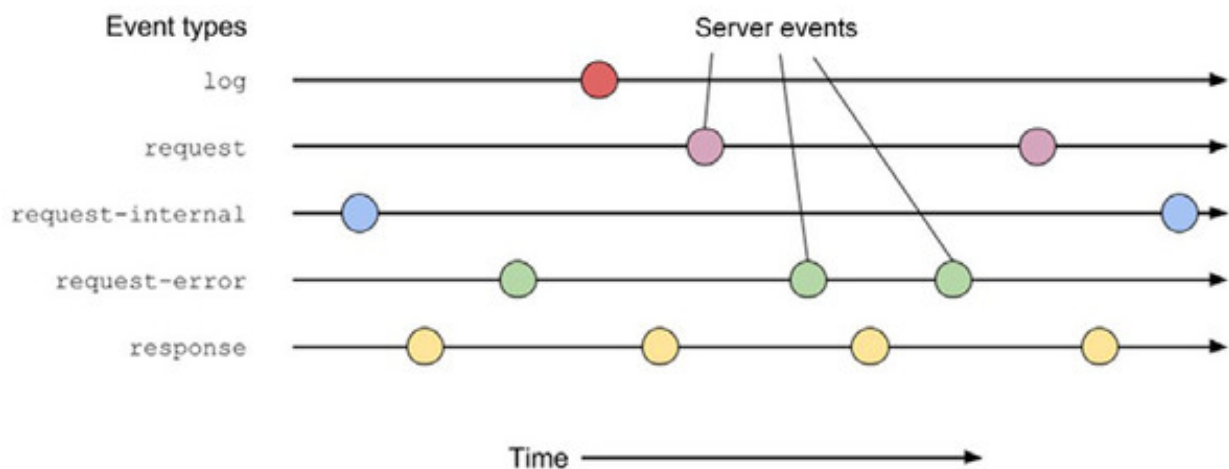 Event types
Server events
log
request
request-internal
request-error
response
Time